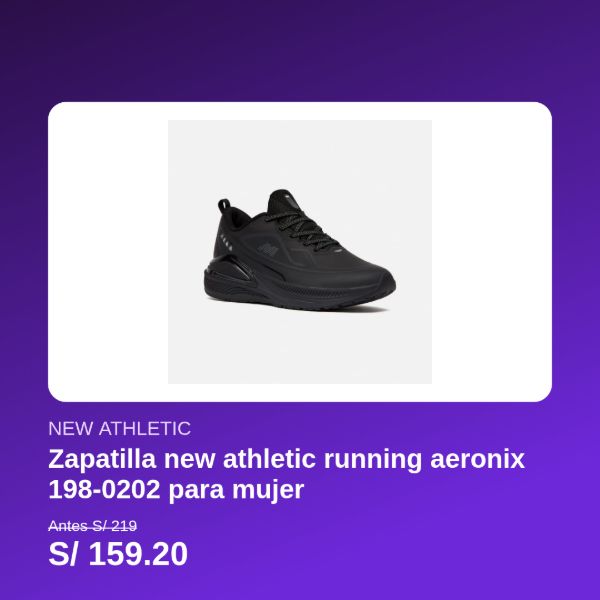 NEW ATHLETIC
Zapatilla new athletic running aeronix
198-0202 para mujer
Antes S/ 219
S/ 159.20